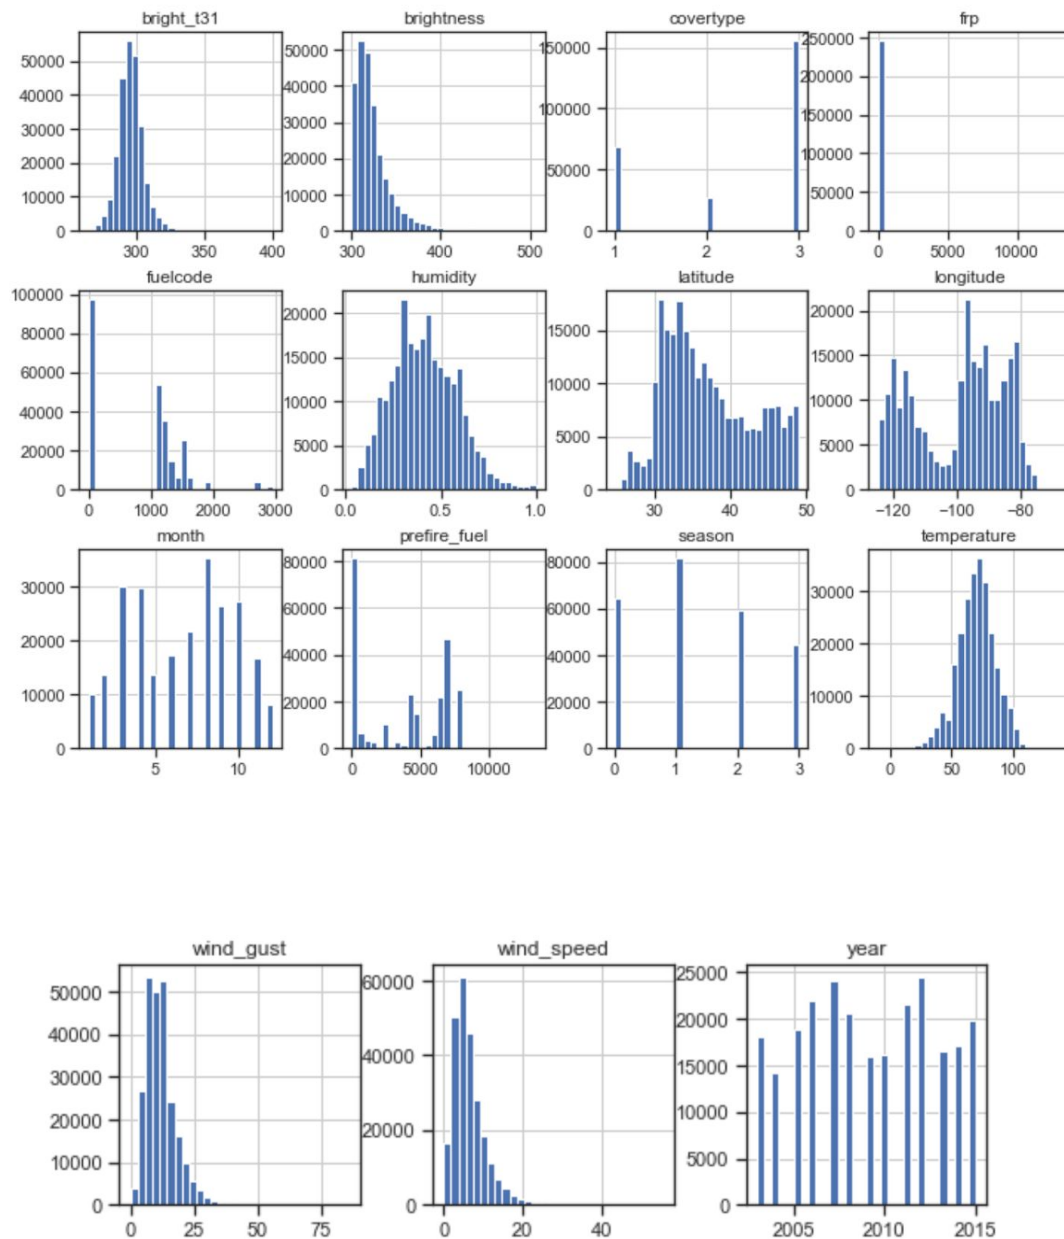 bright_t31 brightness covertype frp
50000 50000 150000 250000
40000 40000 200000
30000 30000 100000 150000
20000 20000 50000 100000
10000 10000 50000
0 0 0 0
300 350 400 300 400 500 1 2 3 0 5000 10000
fuelcode humidity latitude longitude
100000 20000 15000 20000
80000 15000 10000 15000
60000 10000 5000 10000
40000 5000 5000
20000
0 0 0 0
0 1000 2000 3000 0.0 0.5 1.0 30 40 50 −120 −100 −80
month prefire_fuel season temperature
30000 80000 80000 30000
20000 60000 60000 20000
10000 40000 40000 10000
20000 20000
0 0 0 0
5 10 0 5000 10000 0 1 2 3 0 50 100
wind_gust wind_speed year
50000 60000 25000
40000 40000 20000
30000 20000 15000
20000 10000
10000 5000
0 0 0
0 25 50 75 0 20 40 2005 2010 2015